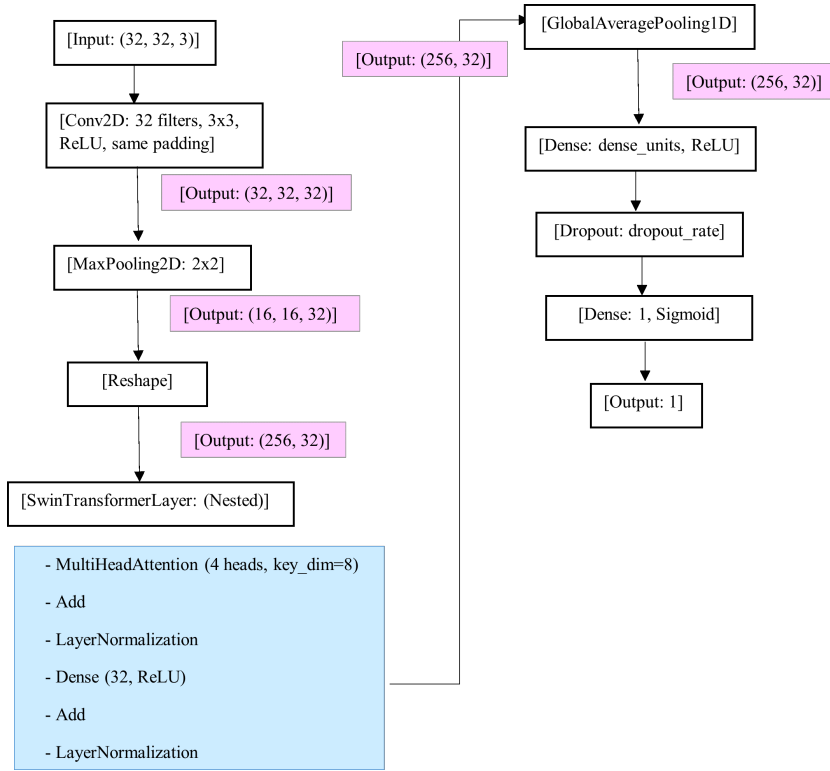 [Input: (32, 32, 3)]
[Conv2D: 32 filters, 3x3,
ReLU, same padding]
[Output: (32, 32, 32)]
[MaxPooling2D: 2x2]
[Output: (16, 16, 32)]
[Reshape]
[Output: (256, 32)]
[SwinTransformerLayer: (Nested)]
- MultiHeadAttention (4 heads, key_dim=8)
- Add
- LayerNormalization
- Dense (32, ReLU)
- Add
- LayerNormalization
[Output: (256, 32)]
[GlobalAveragePooling1D]
[Output: (256, 32)]
[Dense: dense_units, ReLU]
[Dropout: dropout_rate]
[Dense: 1, Sigmoid]
[Output: 1]